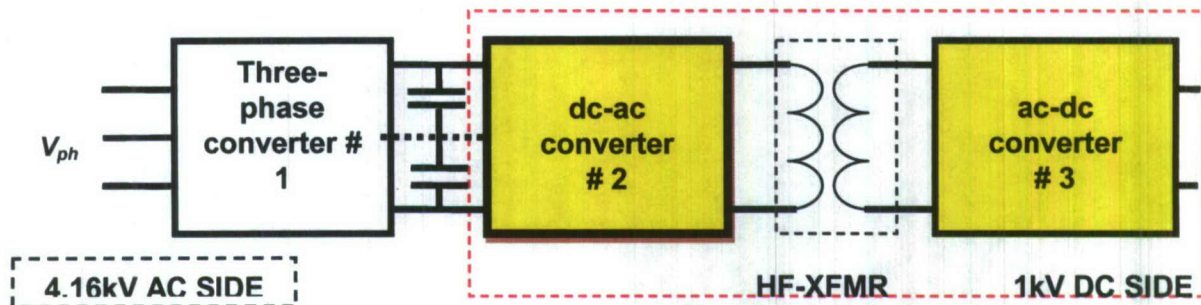 Three-
phase
converter #
1
V_ph
dc-ac
converter
# 2
ac-dc
converter
# 3
4.16kV AC SIDE
HF-XFMR
1kV DC SIDE